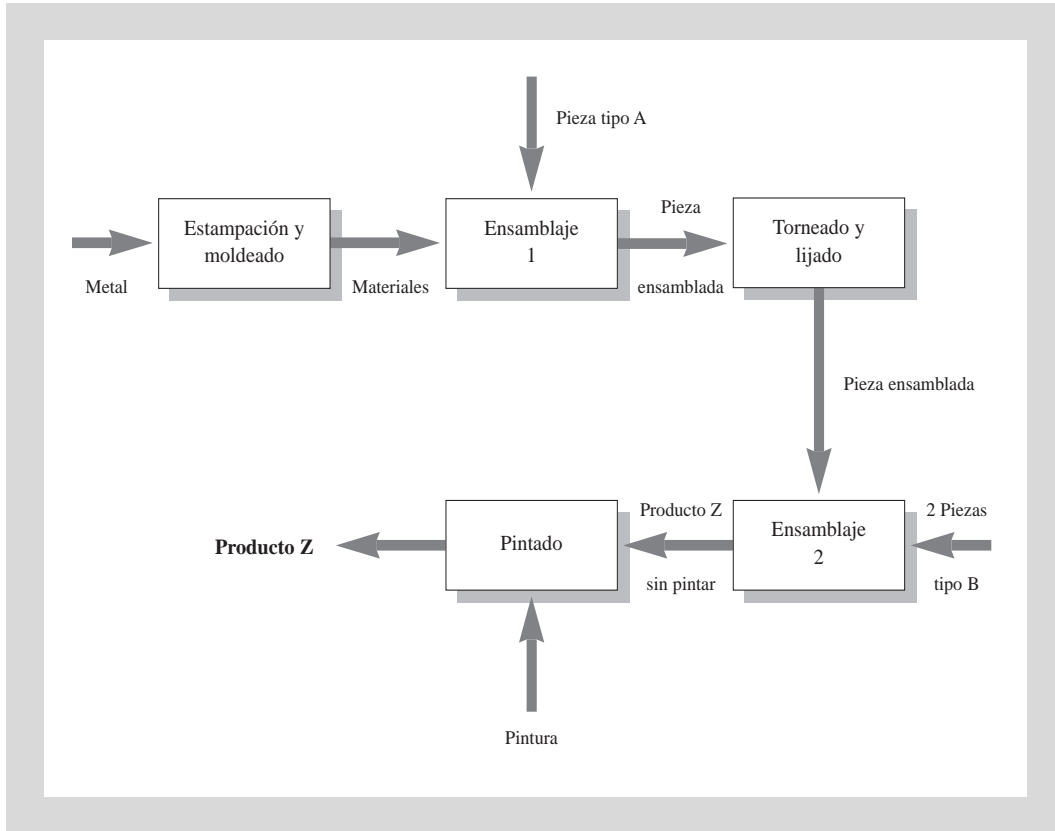 Pieza tipo A
Metal
Estampación y
moldeado
Materiales
Ensamblaje
1
Pieza
ensamblada
Torneado y
lijado
Pieza ensamblada
2 Piezas
tipo B
Ensamblaje
2
Producto Z
sin pintar
Pintado
Pintura
Producto Z